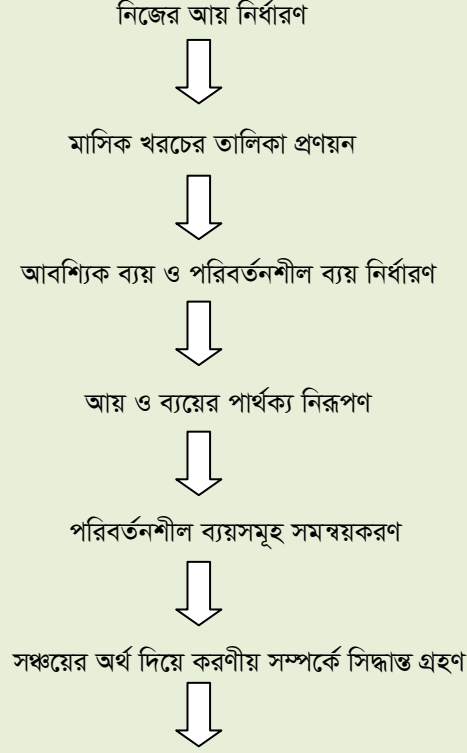 নিজের আয় নির্ধারণ
মাসিক খরচের তালিকা প্রণয়ন
আবশ্যিক ব্যয় ও পরিবর্তনশীল ব্যয় নির্ধারণ
আয় ও ব্যয়ের পার্থক্য নিরূপণ
পরিবর্তনশীল ব্যয়সমূহ সমন্বয়করণ
সঞ্চয়ের অর্থ দিয়ে করণীয় সম্পর্কে সিদ্ধান্ত গ্রহণ